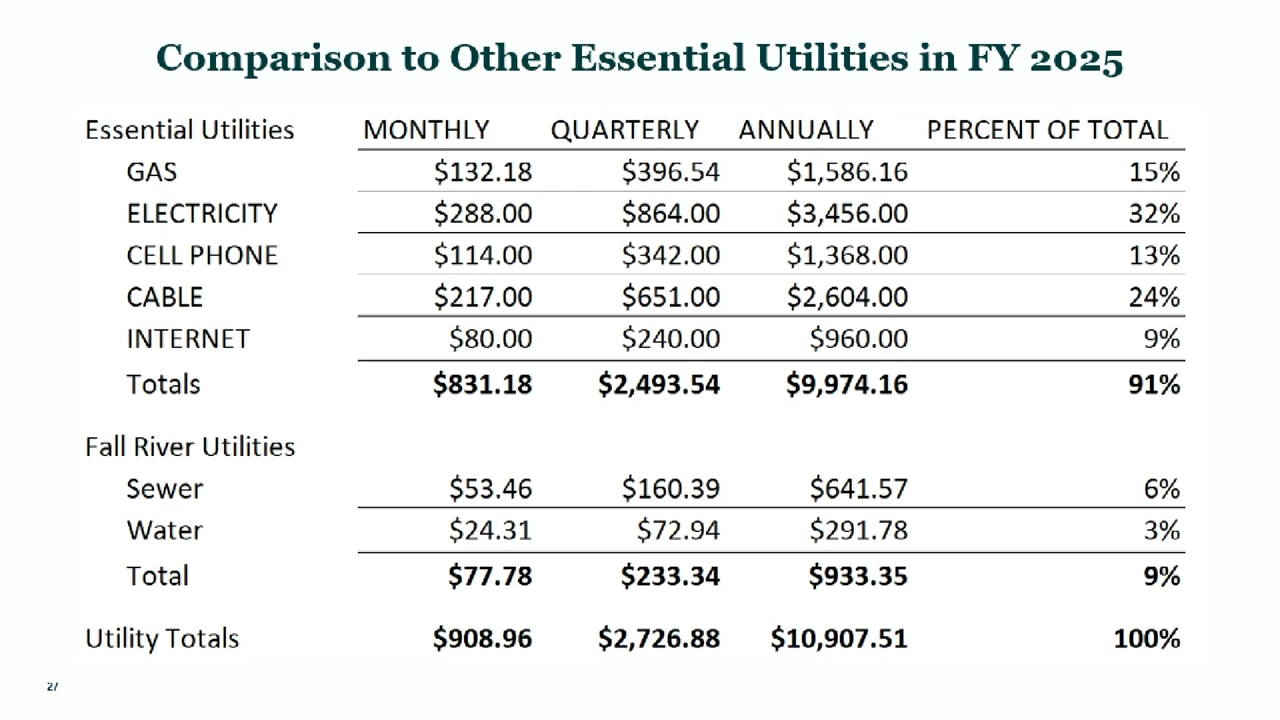 Comparison to Other Essential Utilities in FY 2025
Essential Utilities MONTHLY QUARTERLY ANNUALLY PERCENT OF TOTAL
GAS $132.18 $396.54 $1,586.16 15%
ELECTRICITY $288.00 $864.00 $3,456.00 32%
CELL PHONE $114.00 $342.00 $1,368.00 13%
CABLE $217.00 $651.00 $2,604.00 24%
INTERNET $80.00 $240.00 $960.00 9%
Totals $831.18 $2,493.54 $9,974.16 91%
Fall River Utilities
Sewer $53.46 $160.39 $641.57 6%
Water $24.31 $72.94 $291.78 3%
Total $77.78 $233.34 $933.35 9%
Utility Totals $908.96 $2,726.88 $10,907.51 100%
27